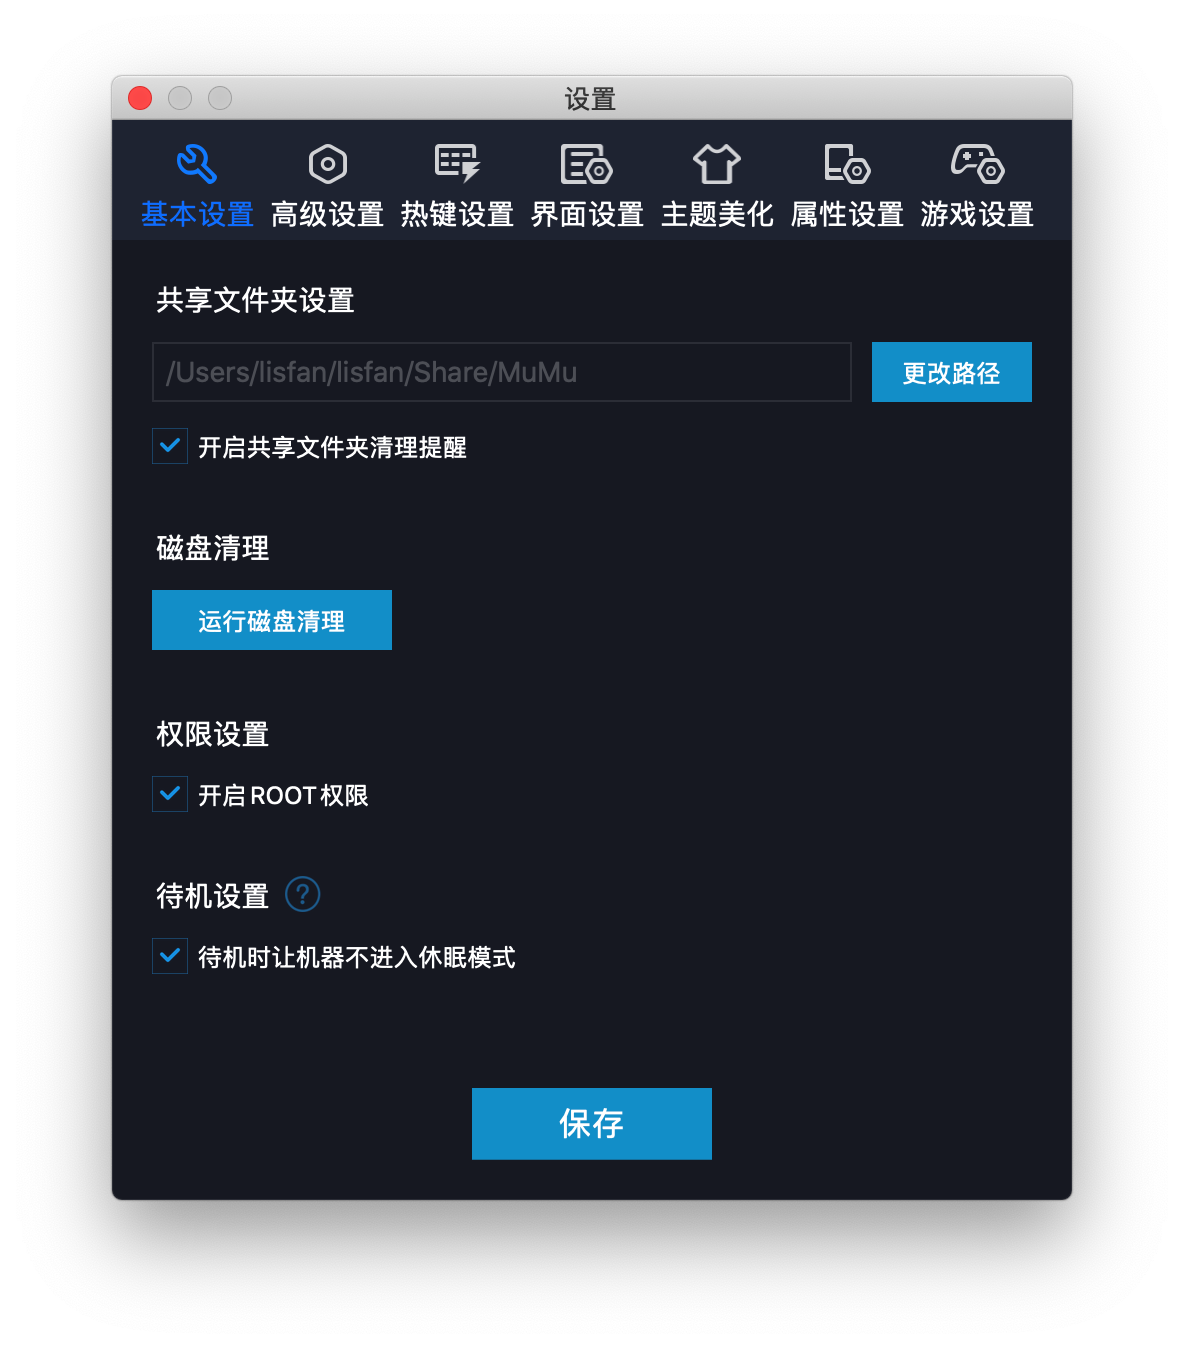 设置
基本设置 高级设置 热键设置 界面设置 主题美化 属性设置 游戏设置
共享文件夹设置
/Users/lisfan/lisfan/Share/MuMu 更改路径
开启共享文件夹清理提醒
磁盘清理
运行磁盘清理
权限设置
开启ROOT权限
待机设置 ?
待机时让机器不进入休眠模式
保存